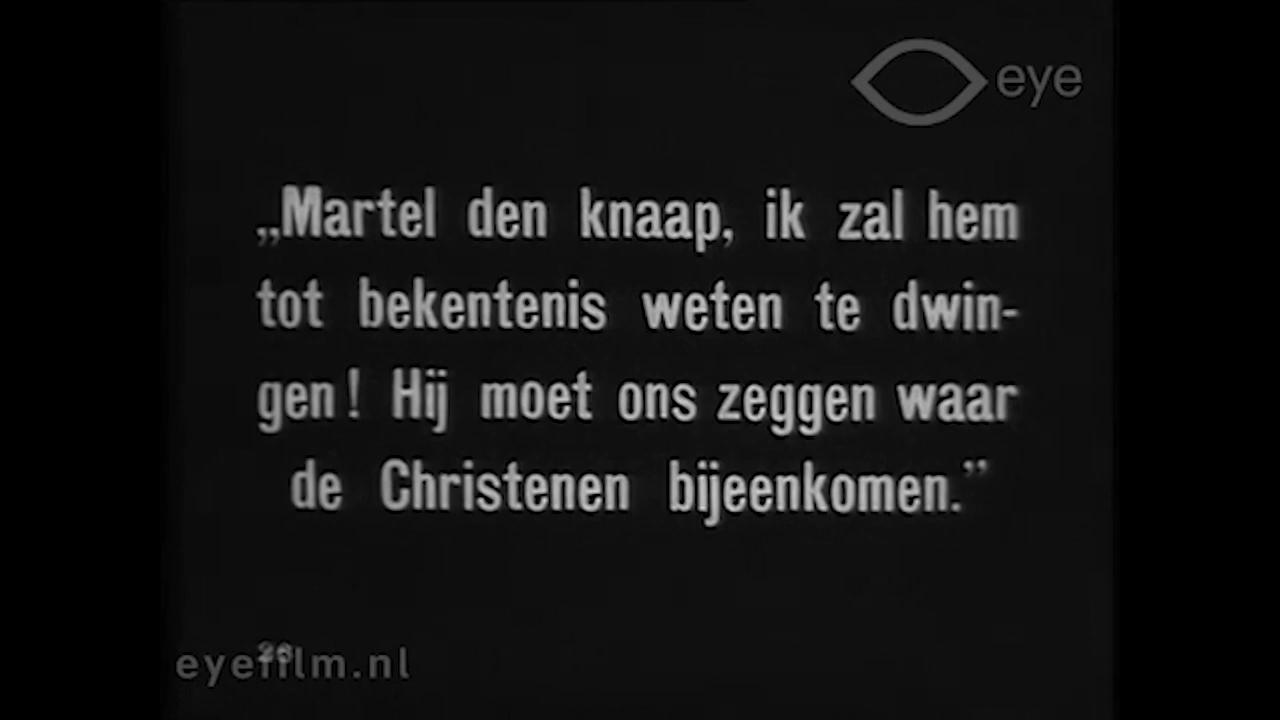 eye
„Martel den knaap, ik zal hem
tot bekentenis weten te dwin-
gen! Hij moet ons zeggen waar
de Christenen bijeenkomen.”
26
eyefilm.nl